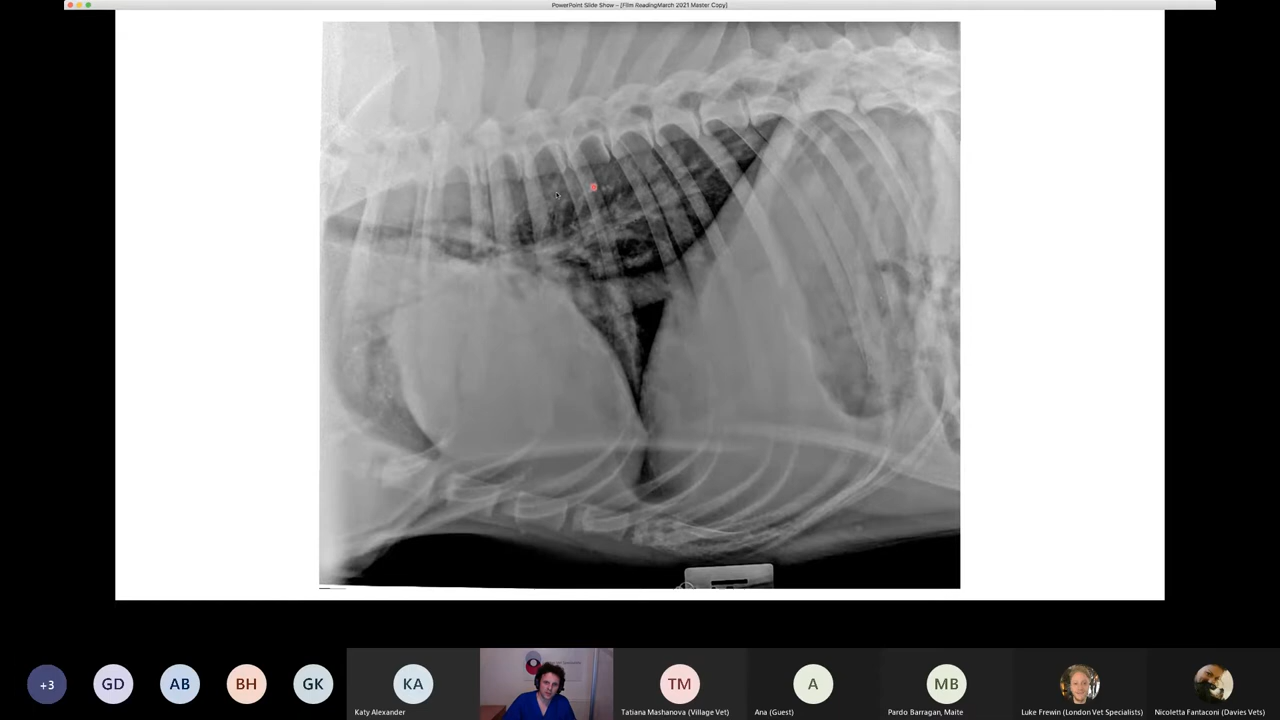 PowerPoint Slide Show - [Film ReadingMarch 2021 Master Copy]
+3
GD
AB
BH
GK
KA
TM
A
MB
Katy Alexander
Tatiana Mashanova (Village Vet)
Ana (Guest)
Pardo Barragan, Maite
Luke Frewin (London Vet Specialists)
Nicoletta Fantaconi (Davies Vets)